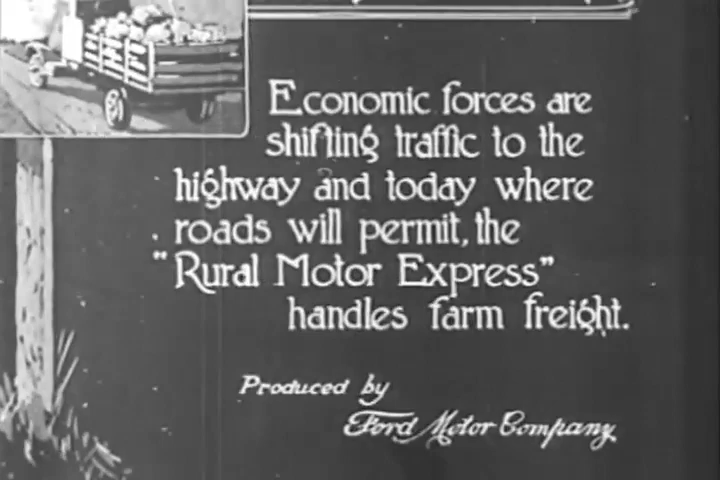 Economic forces are
shifting traffic to the
highway and today where
roads will permit, the
"Rural Motor Express"
handles farm freight.
Produced by
Ford Motor Company